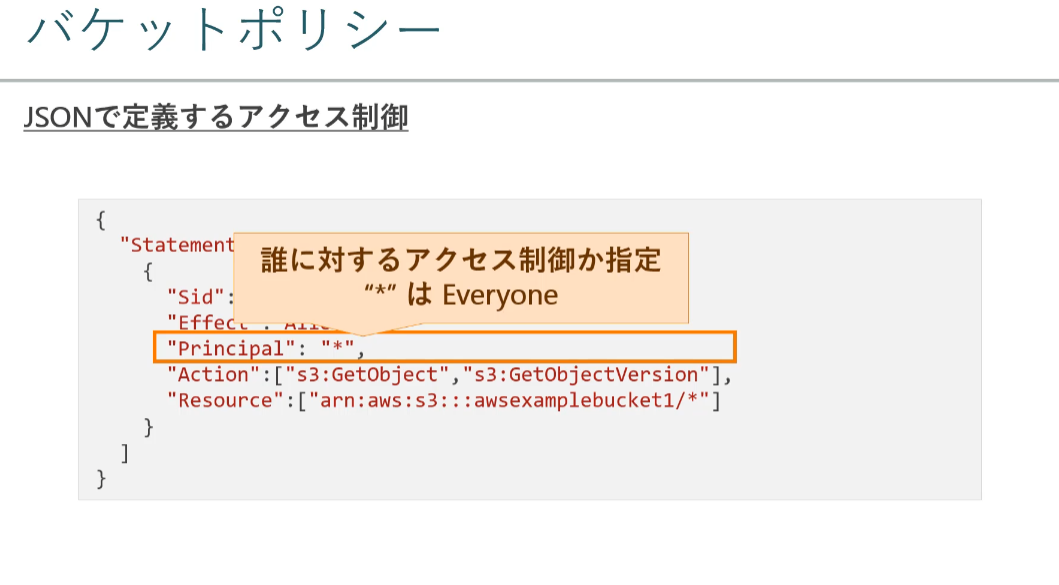 バケットポリシー
JSONで定義するアクセス制御
{
"Statement
誰に対するアクセス制御か指定
“*” は Everyone
{
"Sid":
"Effect
"Principal": "*",
"Action":["s3:GetObject","s3:GetObjectVersion"],
"Resource":["arn:aws:s3:::awsexamplebucket1/*"]
}
]
}